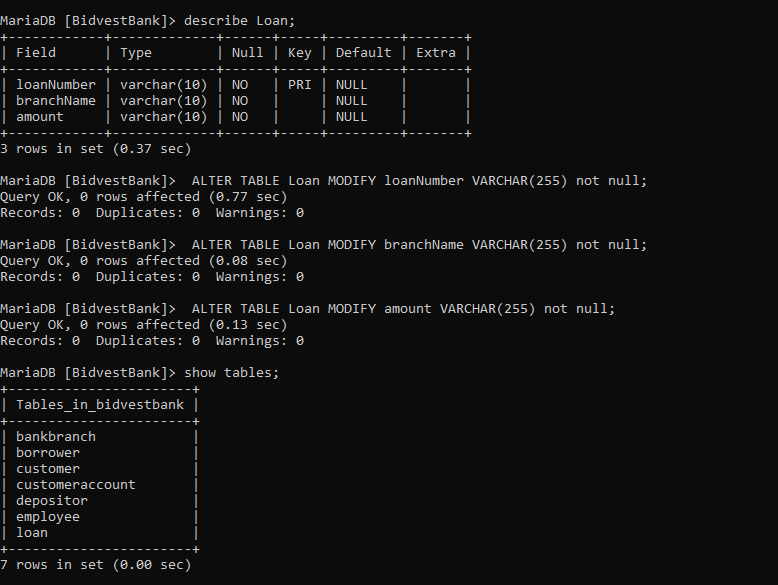 MariaDB [BidvestBank]> describe Loan;
+------------+-------------+------+-----+---------+-------+
| Field      | Type        | Null | Key | Default | Extra |
+------------+-------------+------+-----+---------+-------+
| loanNumber | varchar(10) | NO   | PRI | NULL    |       |
| branchName | varchar(10) | NO   |     | NULL    |       |
| amount     | varchar(10) | NO   |     | NULL    |       |
+------------+-------------+------+-----+---------+-------+
3 rows in set (0.37 sec)
MariaDB [BidvestBank]>  ALTER TABLE Loan MODIFY loanNumber VARCHAR(255) not null;
Query OK, 0 rows affected (0.77 sec)
Records: 0  Duplicates: 0  Warnings: 0
MariaDB [BidvestBank]>  ALTER TABLE Loan MODIFY branchName VARCHAR(255) not null;
Query OK, 0 rows affected (0.08 sec)
Records: 0  Duplicates: 0  Warnings: 0
MariaDB [BidvestBank]>  ALTER TABLE Loan MODIFY amount VARCHAR(255) not null;
Query OK, 0 rows affected (0.13 sec)
Records: 0  Duplicates: 0  Warnings: 0
MariaDB [BidvestBank]> show tables;
+-----------------------+
| Tables_in_bidvestbank |
+-----------------------+
| bankbranch            |
| borrower              |
| customer              |
| customeraccount       |
| depositor             |
| employee              |
| loan                  |
+-----------------------+
7 rows in set (0.00 sec)